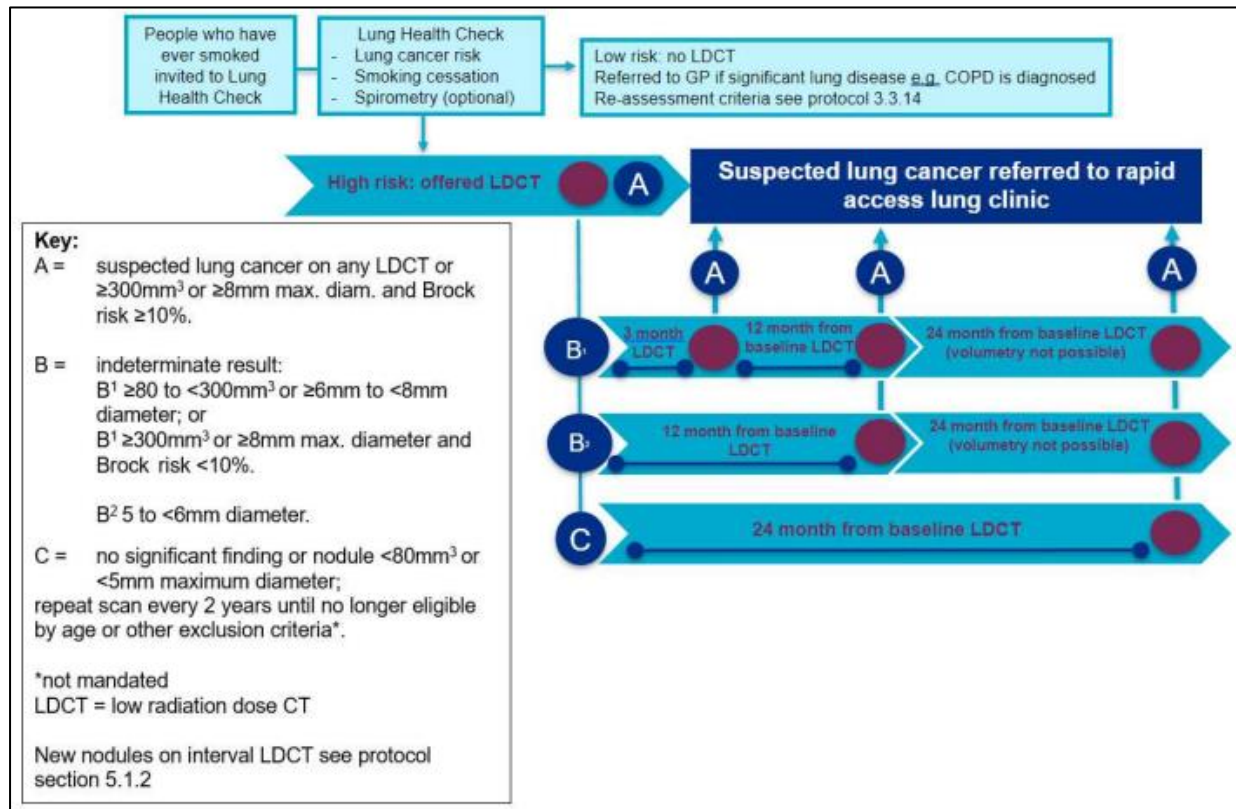 People who have
ever smoked
invited to Lung
Health Check
Lung Health Check
- Lung cancer risk
- Smoking cessation
- Spirometry (optional)
Low risk: no LDCT
Referred to GP if significant lung disease e.g. COPD is diagnosed
Re-assessment criteria see protocol 3.3.14
High risk: offered LDCT
A
Suspected lung cancer referred to rapid
access lung clinic
A
A
A
B¹
3 month
LDCT
12 month from
baseline LDCT
24 month from baseline LDCT
(volumetry not possible)
B
12 month from baseline
LDCT
24 month from baseline LDCT
(volumetry not possible)
C
24 month from baseline LDCT
Key:
A = suspected lung cancer on any LDCT or
≥300mm³ or ≥8mm max. diam. and Brock
risk ≥10%.
B = indeterminate result:
B¹ ≥80 to <300mm³ or ≥6mm to <8mm
diameter; or
B¹ ≥300mm³ or ≥8mm max. diameter and
Brock risk <10%.
B² 5 to <6mm diameter.
C = no significant finding or nodule <80mm³ or
<5mm maximum diameter;
repeat scan every 2 years until no longer eligible
by age or other exclusion criteria*.
*not mandated
LDCT = low radiation dose CT
New nodules on interval LDCT see protocol
section 5.1.2